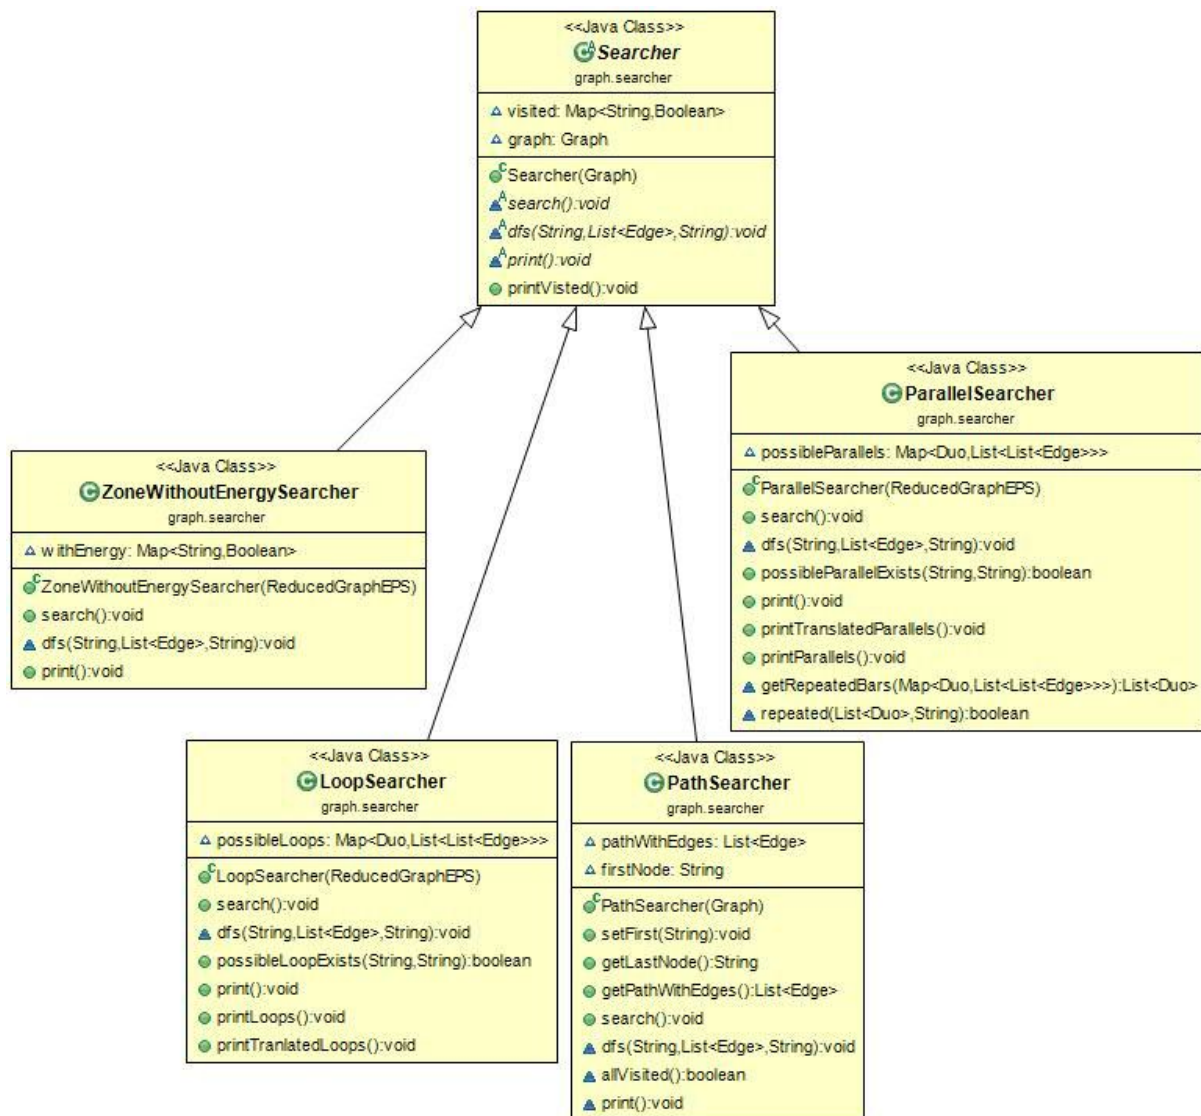 <<Java Class>>
Searcher
graph.searcher
visited: Map<String,Boolean>
graph: Graph
Searcher(Graph)
search():void
dfs(String,List<Edge>,String):void
print():void
printVisted():void
<<Java Class>>
ZoneWithoutEnergySearcher
graph.searcher
withEnergy: Map<String,Boolean>
ZoneWithoutEnergySearcher(ReducedGraphEPS)
search():void
dfs(String,List<Edge>,String):void
print():void
<<Java Class>>
ParallelSearcher
graph.searcher
possibleParallels: Map<Duo,List<List<Edge>>>
ParallelSearcher(ReducedGraphEPS)
search():void
dfs(String,List<Edge>,String):void
possibleParallelExists(String,String):boolean
print():void
printTranslatedParallels():void
printParallels():void
getRepeatedBars(Map<Duo,List<List<Edge>>>):List<Duo>
repeated(List<Duo>,String):boolean
<<Java Class>>
LoopSearcher
graph.searcher
possibleLoops: Map<Duo,List<List<Edge>>>
LoopSearcher(ReducedGraphEPS)
search():void
dfs(String,List<Edge>,String):void
possibleLoopExists(String,String):boolean
print():void
printLoops():void
printTranlatedLoops():void
<<Java Class>>
PathSearcher
graph.searcher
pathWithEdges: List<Edge>
firstNode: String
PathSearcher(Graph)
setFirst(String):void
getLastNode():String
getPathWithEdges():List<Edge>
search():void
dfs(String,List<Edge>,String):void
allVisited():boolean
print():void